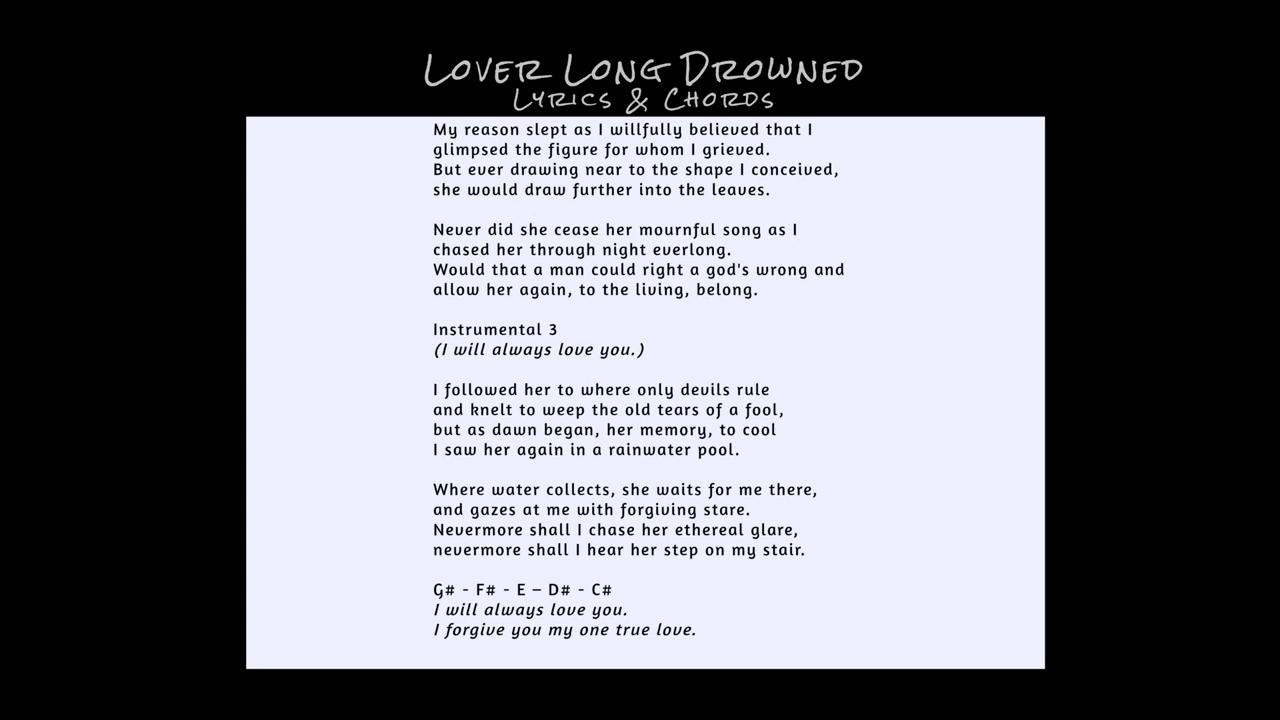 Lover Long Drowned
Lyrics & Chords
My reason slept as I willfully believed that I
glimpsed the figure for whom I grieved.
But ever drawing near to the shape I conceived,
she would draw further into the leaves.
Never did she cease her mournful song as I
chased her through night everlong.
Would that a man could right a god's wrong and
allow her again, to the living, belong.
Instrumental 3
(I will always love you.)
I followed her to where only devils rule
and knelt to weep the old tears of a fool,
but as dawn began, her memory, to cool
I saw her again in a rainwater pool.
Where water collects, she waits for me there,
and gazes at me with forgiving stare.
Nevermore shall I chase her ethereal glare,
nevermore shall I hear her step on my stair.
G# - F# - E – D# - C#
I will always love you.
I forgive you my one true love.